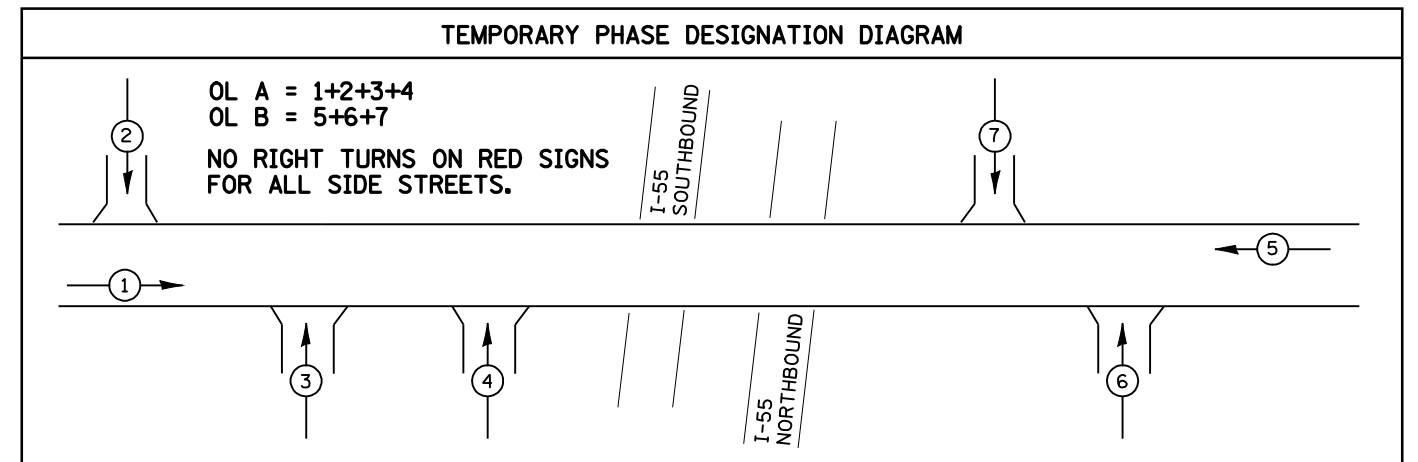 TEMPORARY PHASE DESIGNATION DIAGRAM
OL A = 1+2+3+4
OL B = 5+6+7
NO RIGHT TURNS ON RED SIGNS
FOR ALL SIDE STREETS.
2
I-55
SOUTHBOUND
7
5
1
3
4
I-55
NORTHBOUND
6